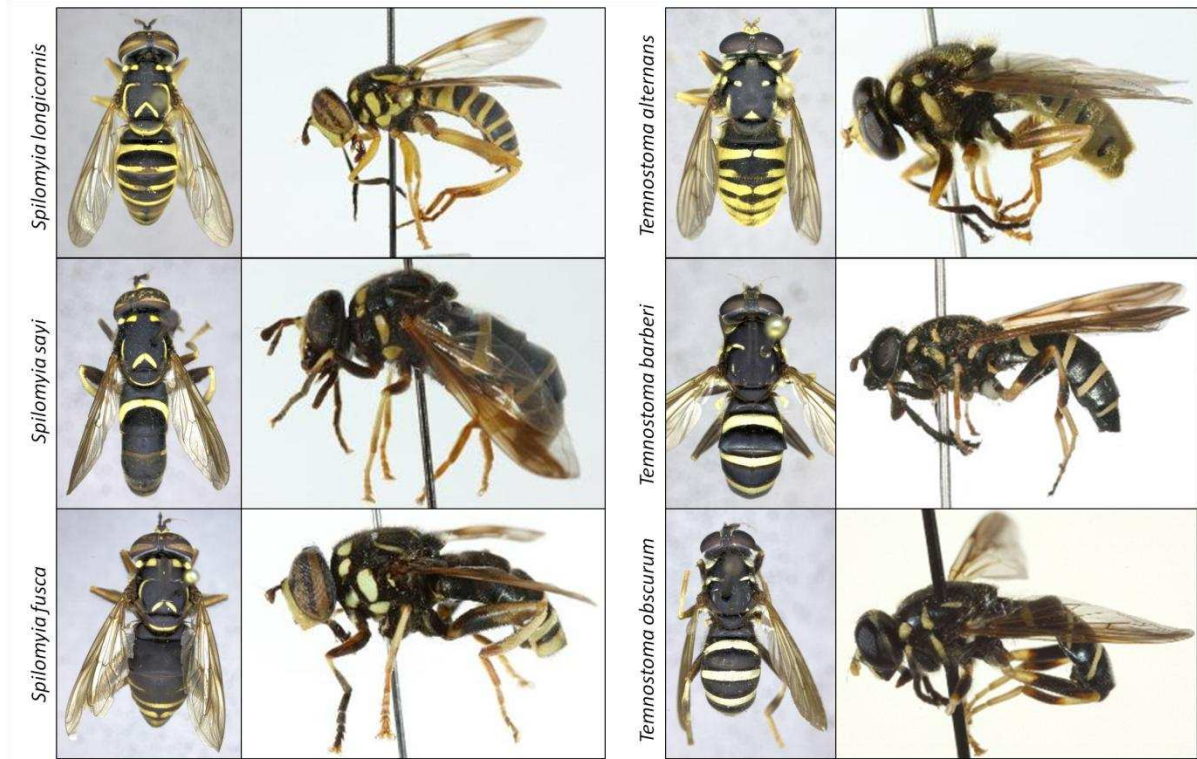 Spilomyia longicornis
Spilomyia sayi
Spilomyia fusca
Temnostoma alternans
Temnostoma barberi
Temnostoma obscurum